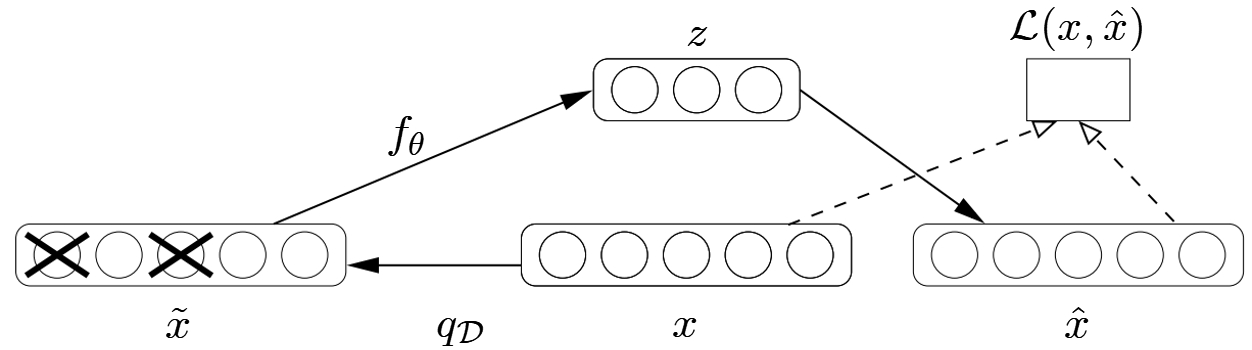 z
ℒ(x, x̂)
f_θ
x̃
q_𝒟
x
x̂